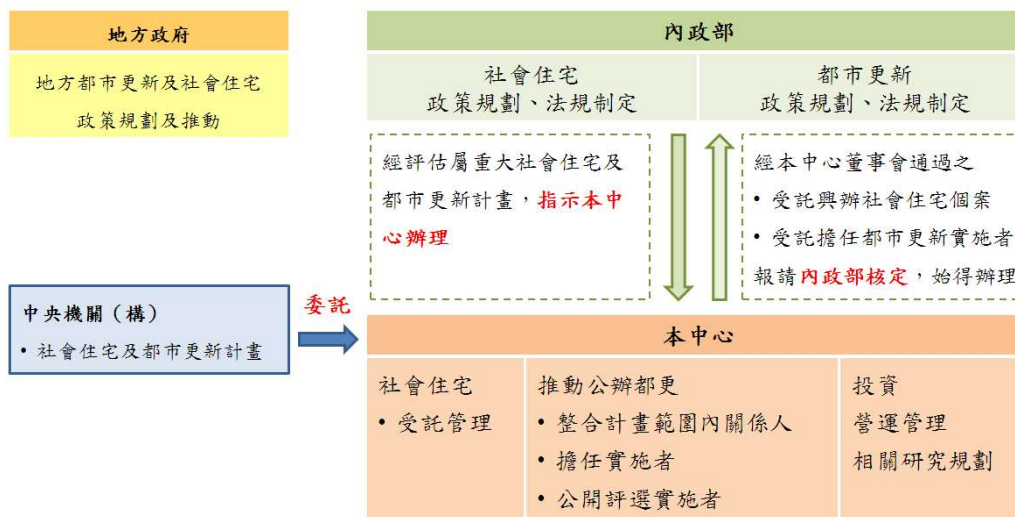 地方政府
地方都市更新及社會住宅
政策規劃及推動
內政部
社會住宅
政策規劃、法規制定
都市更新
政策規劃、法規制定
經評估屬重大社會住宅及
都市更新計畫，指示本中
心辦理
經本中心董事會通過之
• 受託興辦社會住宅個案
• 受託擔任都市更新實施者
報請內政部核定，始得辦理
中央機關（構）
• 社會住宅及都市更新計畫
委託
本中心
社會住宅
• 受託管理
推動公辦都更
• 整合計畫範圍內關係人
• 擔任實施者
• 公開評選實施者
投資
營運管理
相關研究規劃